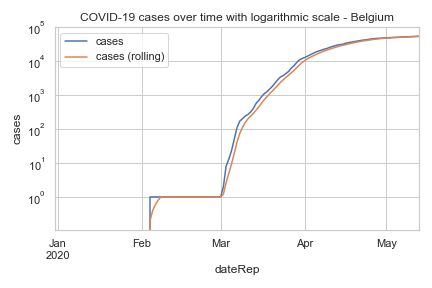 COVID-19 cases over time with logarithmic scale - Belgium
cases
cases (rolling)
10^5
10^4
10^3
10^2
10^1
10^0
cases
Jan
2020
Feb
Mar
Apr
May
dateRep